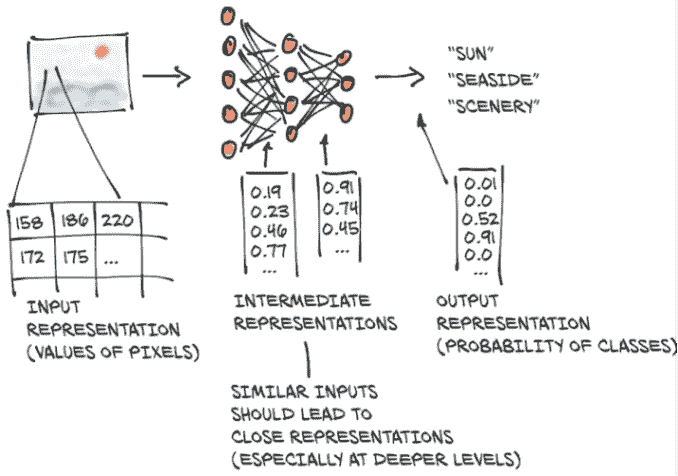 "SUN"
"SEASIDE"
"SCENERY"
158 186 220
172 175 ...
0.19
0.23
0.46
0.77
...
0.91
0.74
0.45
...
0.01
0.0
0.52
0.91
0.0
...
INPUT
REPRESENTATION
(VALUES OF PIXELS)
INTERMEDIATE
REPRESENTATIONS
OUTPUT
REPRESENTATION
(PROBABILITY OF CLASSES)
SIMILAR INPUTS
SHOULD LEAD TO
CLOSE REPRESENTATIONS
(ESPECIALLY AT DEEPER LEVELS)